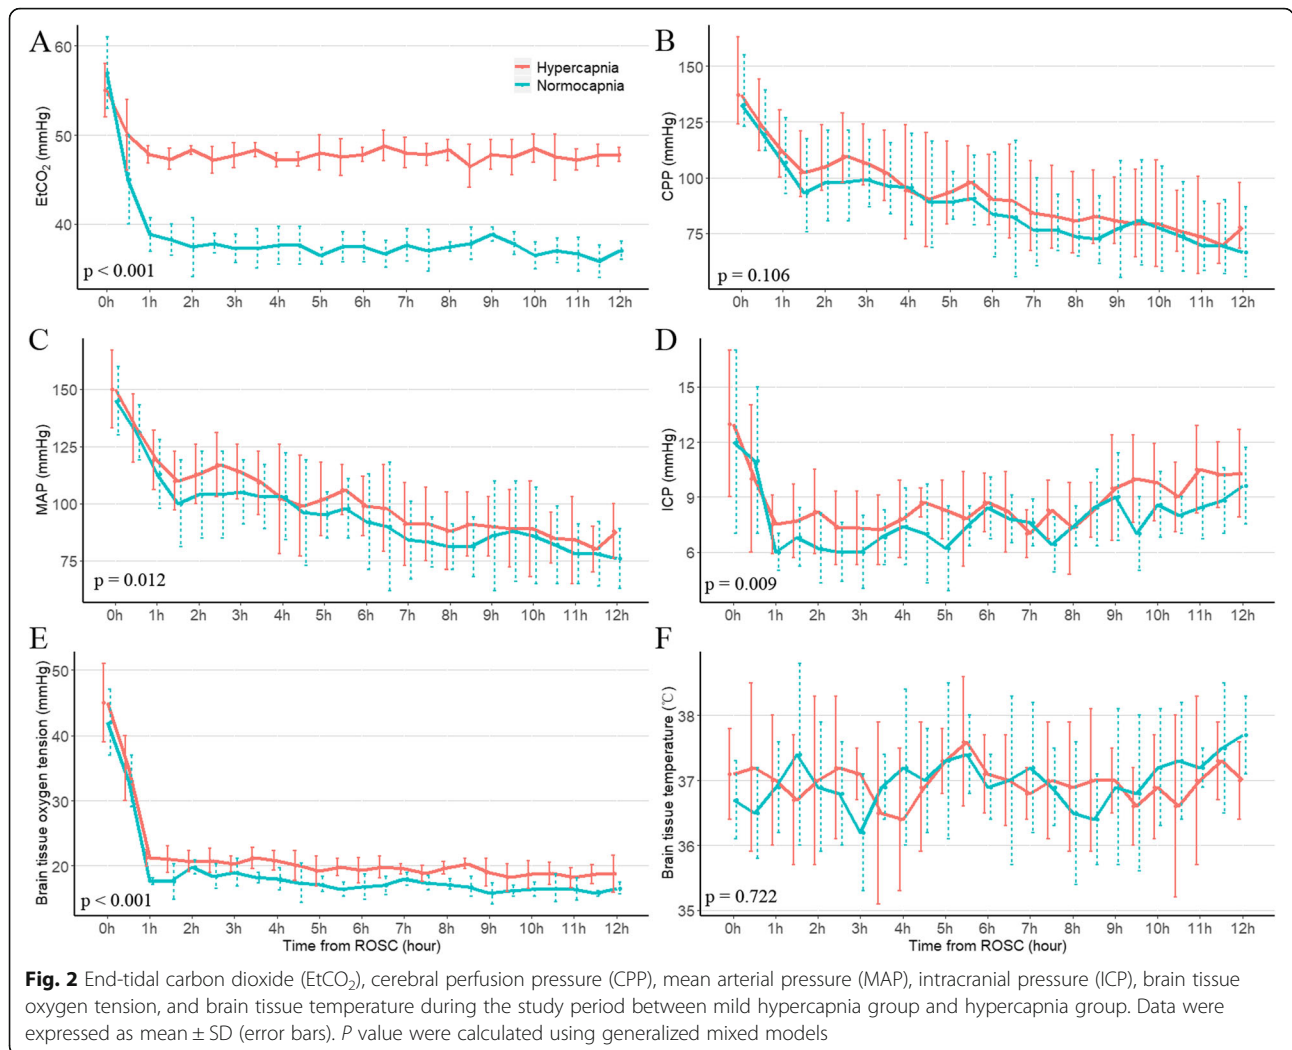 A
60
50
40
EtCO₂ (mmHg)
Hypercapnia
Normocapnia
p < 0.001
0h 1h 2h 3h 4h 5h 6h 7h 8h 9h 10h 11h 12h
B
150
125
100
75
CPP (mmHg)
p = 0.106
0h 1h 2h 3h 4h 5h 6h 7h 8h 9h 10h 11h 12h
C
150
125
100
75
MAP (mmHg)
p = 0.012
0h 1h 2h 3h 4h 5h 6h 7h 8h 9h 10h 11h 12h
D
15
12
9
6
ICP (mmHg)
p = 0.009
0h 1h 2h 3h 4h 5h 6h 7h 8h 9h 10h 11h 12h
E
50
40
30
20
Brain tissue oxygen tension (mmHg)
p < 0.001
0h 1h 2h 3h 4h 5h 6h 7h 8h 9h 10h 11h 12h
Time from ROSC (hour)
F
38
37
36
35
Brain tissue temperature (℃)
p = 0.722
0h 1h 2h 3h 4h 5h 6h 7h 8h 9h 10h 11h 12h
Time from ROSC (hour)
Fig. 2 End-tidal carbon dioxide (EtCO₂), cerebral perfusion pressure (CPP), mean arterial pressure (MAP), intracranial pressure (ICP), brain tissue
oxygen tension, and brain tissue temperature during the study period between mild hypercapnia group and hypercapnia group. Data were
expressed as mean ± SD (error bars). P value were calculated using generalized mixed models